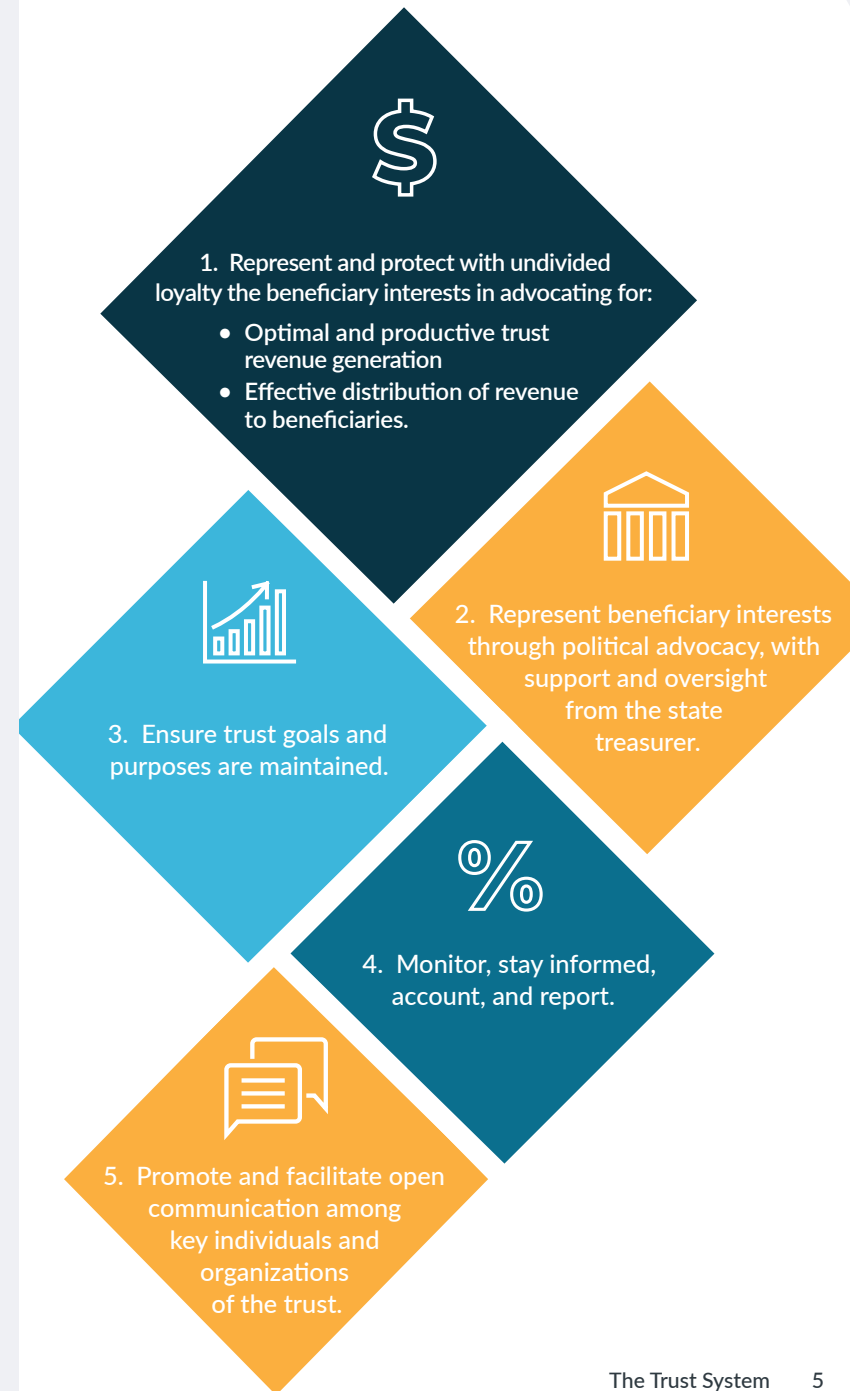 $
1. Represent and protect with undivided
loyalty the beneficiary interests in advocating for:
• Optimal and productive trust
revenue generation
• Effective distribution of revenue
to beneficiaries.
2. Represent beneficiary interests
through political advocacy, with
support and oversight
from the state
treasurer.
3. Ensure trust goals and
purposes are maintained.
%
4. Monitor, stay informed,
account, and report.
5. Promote and facilitate open
communication among
key individuals and
organizations
of the trust.
The Trust System 5